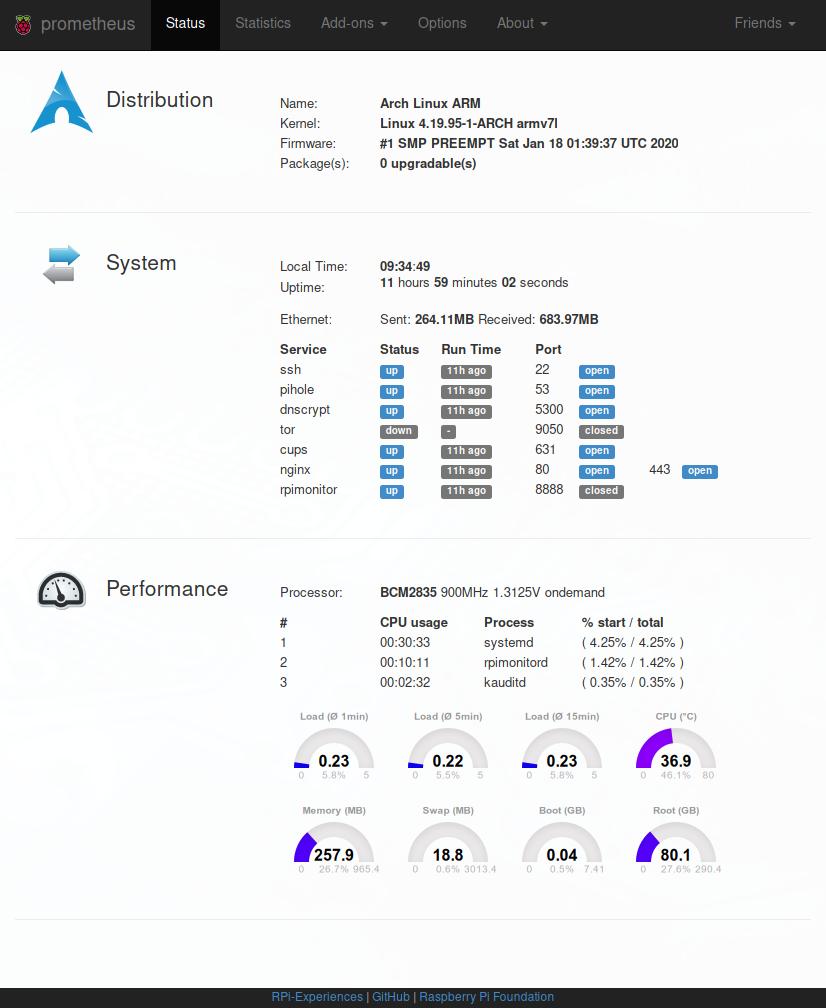 prometheus Status Statistics Add-ons Options About Friends
Distribution
Name: Arch Linux ARM
Kernel: Linux 4.19.95-1-ARCH armv7l
Firmware: #1 SMP PREEMPT Sat Jan 18 01:39:37 UTC 2020
Package(s): 0 upgradable(s)
System
Local Time: 09:34:49
Uptime: 11 hours 59 minutes 02 seconds
Ethernet: Sent: 264.11MB Received: 683.97MB
Service Status Run Time Port
ssh up 11h ago 22 open
pihole up 11h ago 53 open
dnscrypt up 11h ago 5300 open
tor down - 9050 closed
cups up 11h ago 631 open
nginx up 11h ago 80 open 443 open
rpimonitor up 11h ago 8888 closed
Performance
Processor: BCM2835 900MHz 1.3125V ondemand
# CPU usage Process % start / total
1 00:30:33 systemd ( 4.25% / 4.25% )
2 00:10:11 rpimonitord ( 1.42% / 1.42% )
3 00:02:32 kauditd ( 0.35% / 0.35% )
Load (Ø 1min) Load (Ø 5min) Load (Ø 15min) CPU (°C)
0.23 0.22 0.23 36.9
0 5.8% 5 0 5.5% 5 0 5.8% 5 0 46.1% 80
Memory (MB) Swap (MB) Boot (GB) Root (GB)
257.9 18.8 0.04 80.1
0 26.7% 965.4 0 0.6% 3013.4 0 0.5% 7.41 0 27.6% 290.4
RPi-Experiences | GitHub | Raspberry Pi Foundation